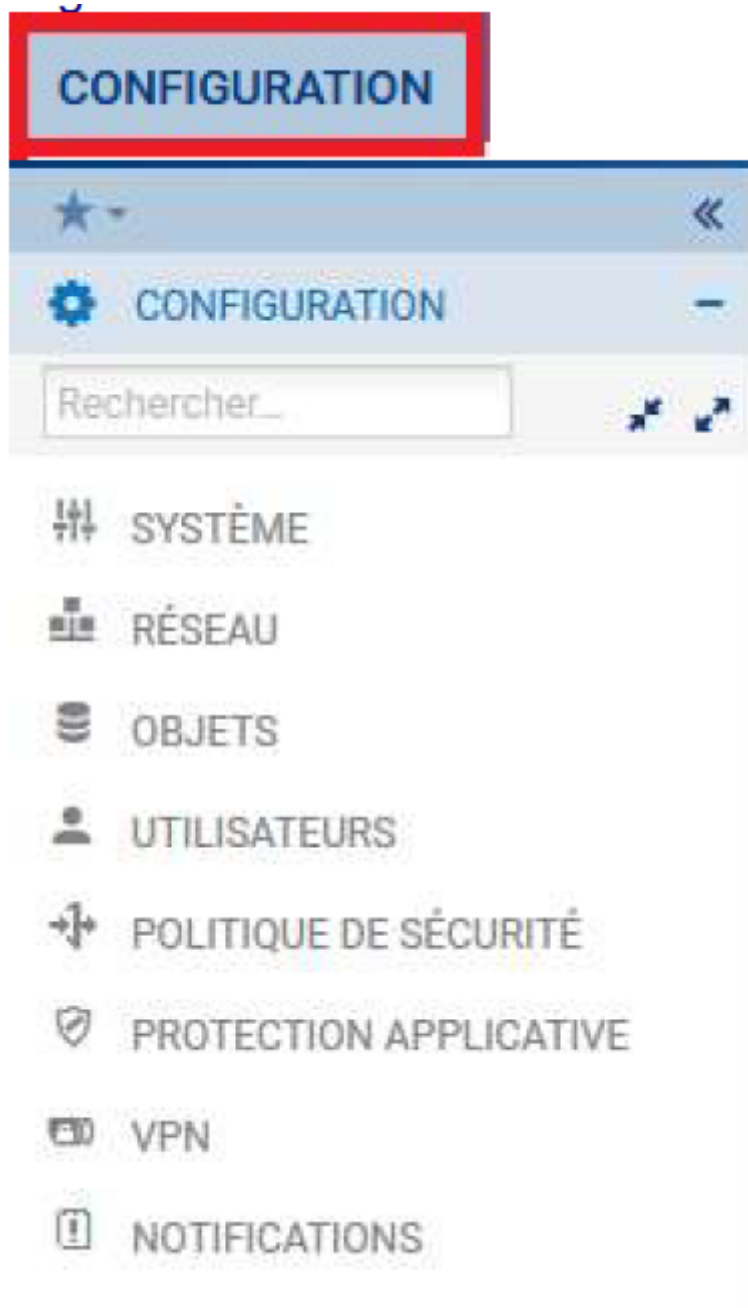 CONFIGURATION
CONFIGURATION
Rechercher...
SYSTÈME
RÉSEAU
OBJETS
UTILISATEURS
POLITIQUE DE SÉCURITÉ
PROTECTION APPLICATIVE
VPN
NOTIFICATIONS